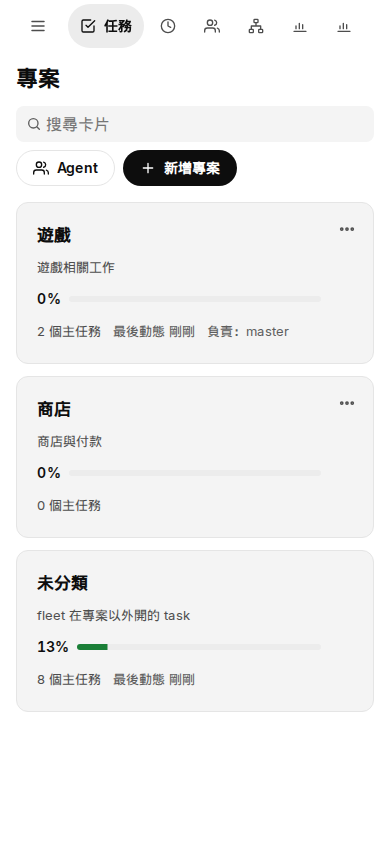 任務
專案
搜尋卡片
Agent
新增專案
遊戲
遊戲相關工作
0%
2 個主任務 最後動態 剛剛 負責：master
商店
商店與付款
0%
0 個主任務
未分類
fleet 在專案以外開的 task
13%
8 個主任務 最後動態 剛剛